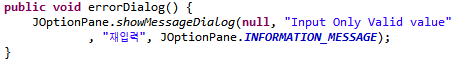 public void errorDialog() {
JOptionPane.showMessageDialog(null, "Input Only Valid value"
, "재입력", JOptionPane.INFORMATION_MESSAGE);
}